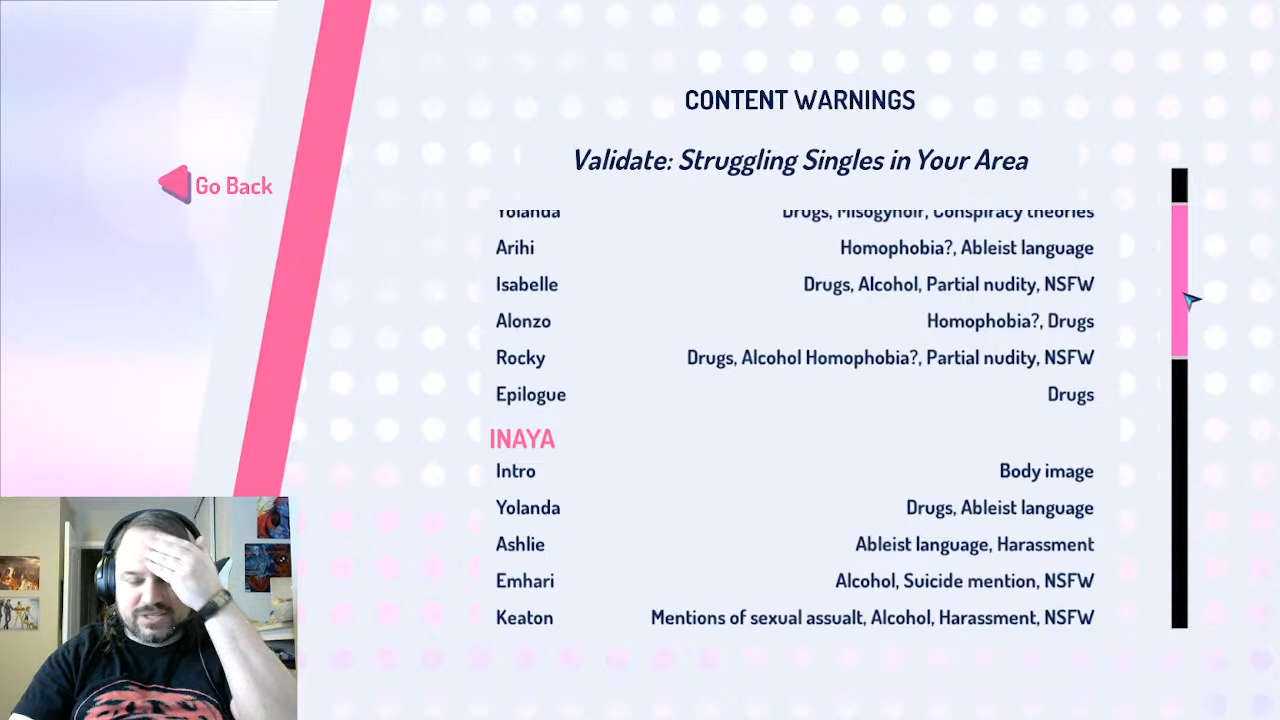 CONTENT WARNINGS
Validate: Struggling Singles in Your Area
Go Back
Yolanda Drugs, Misogynoir, Conspiracy theories
Arihi Homophobia?, Ableist language
Isabelle Drugs, Alcohol, Partial nudity, NSFW
Alonzo Homophobia?, Drugs
Rocky Drugs, Alcohol Homophobia?, Partial nudity, NSFW
Epilogue Drugs
INAYA
Intro Body image
Yolanda Drugs, Ableist language
Ashlie Ableist language, Harassment
Emhari Alcohol, Suicide mention, NSFW
Keaton Mentions of sexual assualt, Alcohol, Harassment, NSFW